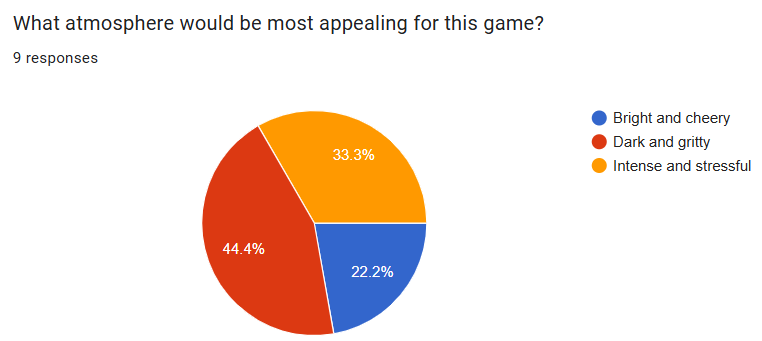 What atmosphere would be most appealing for this game?
9 responses
Bright and cheery
Dark and gritty
Intense and stressful
33.3%
44.4%
22.2%